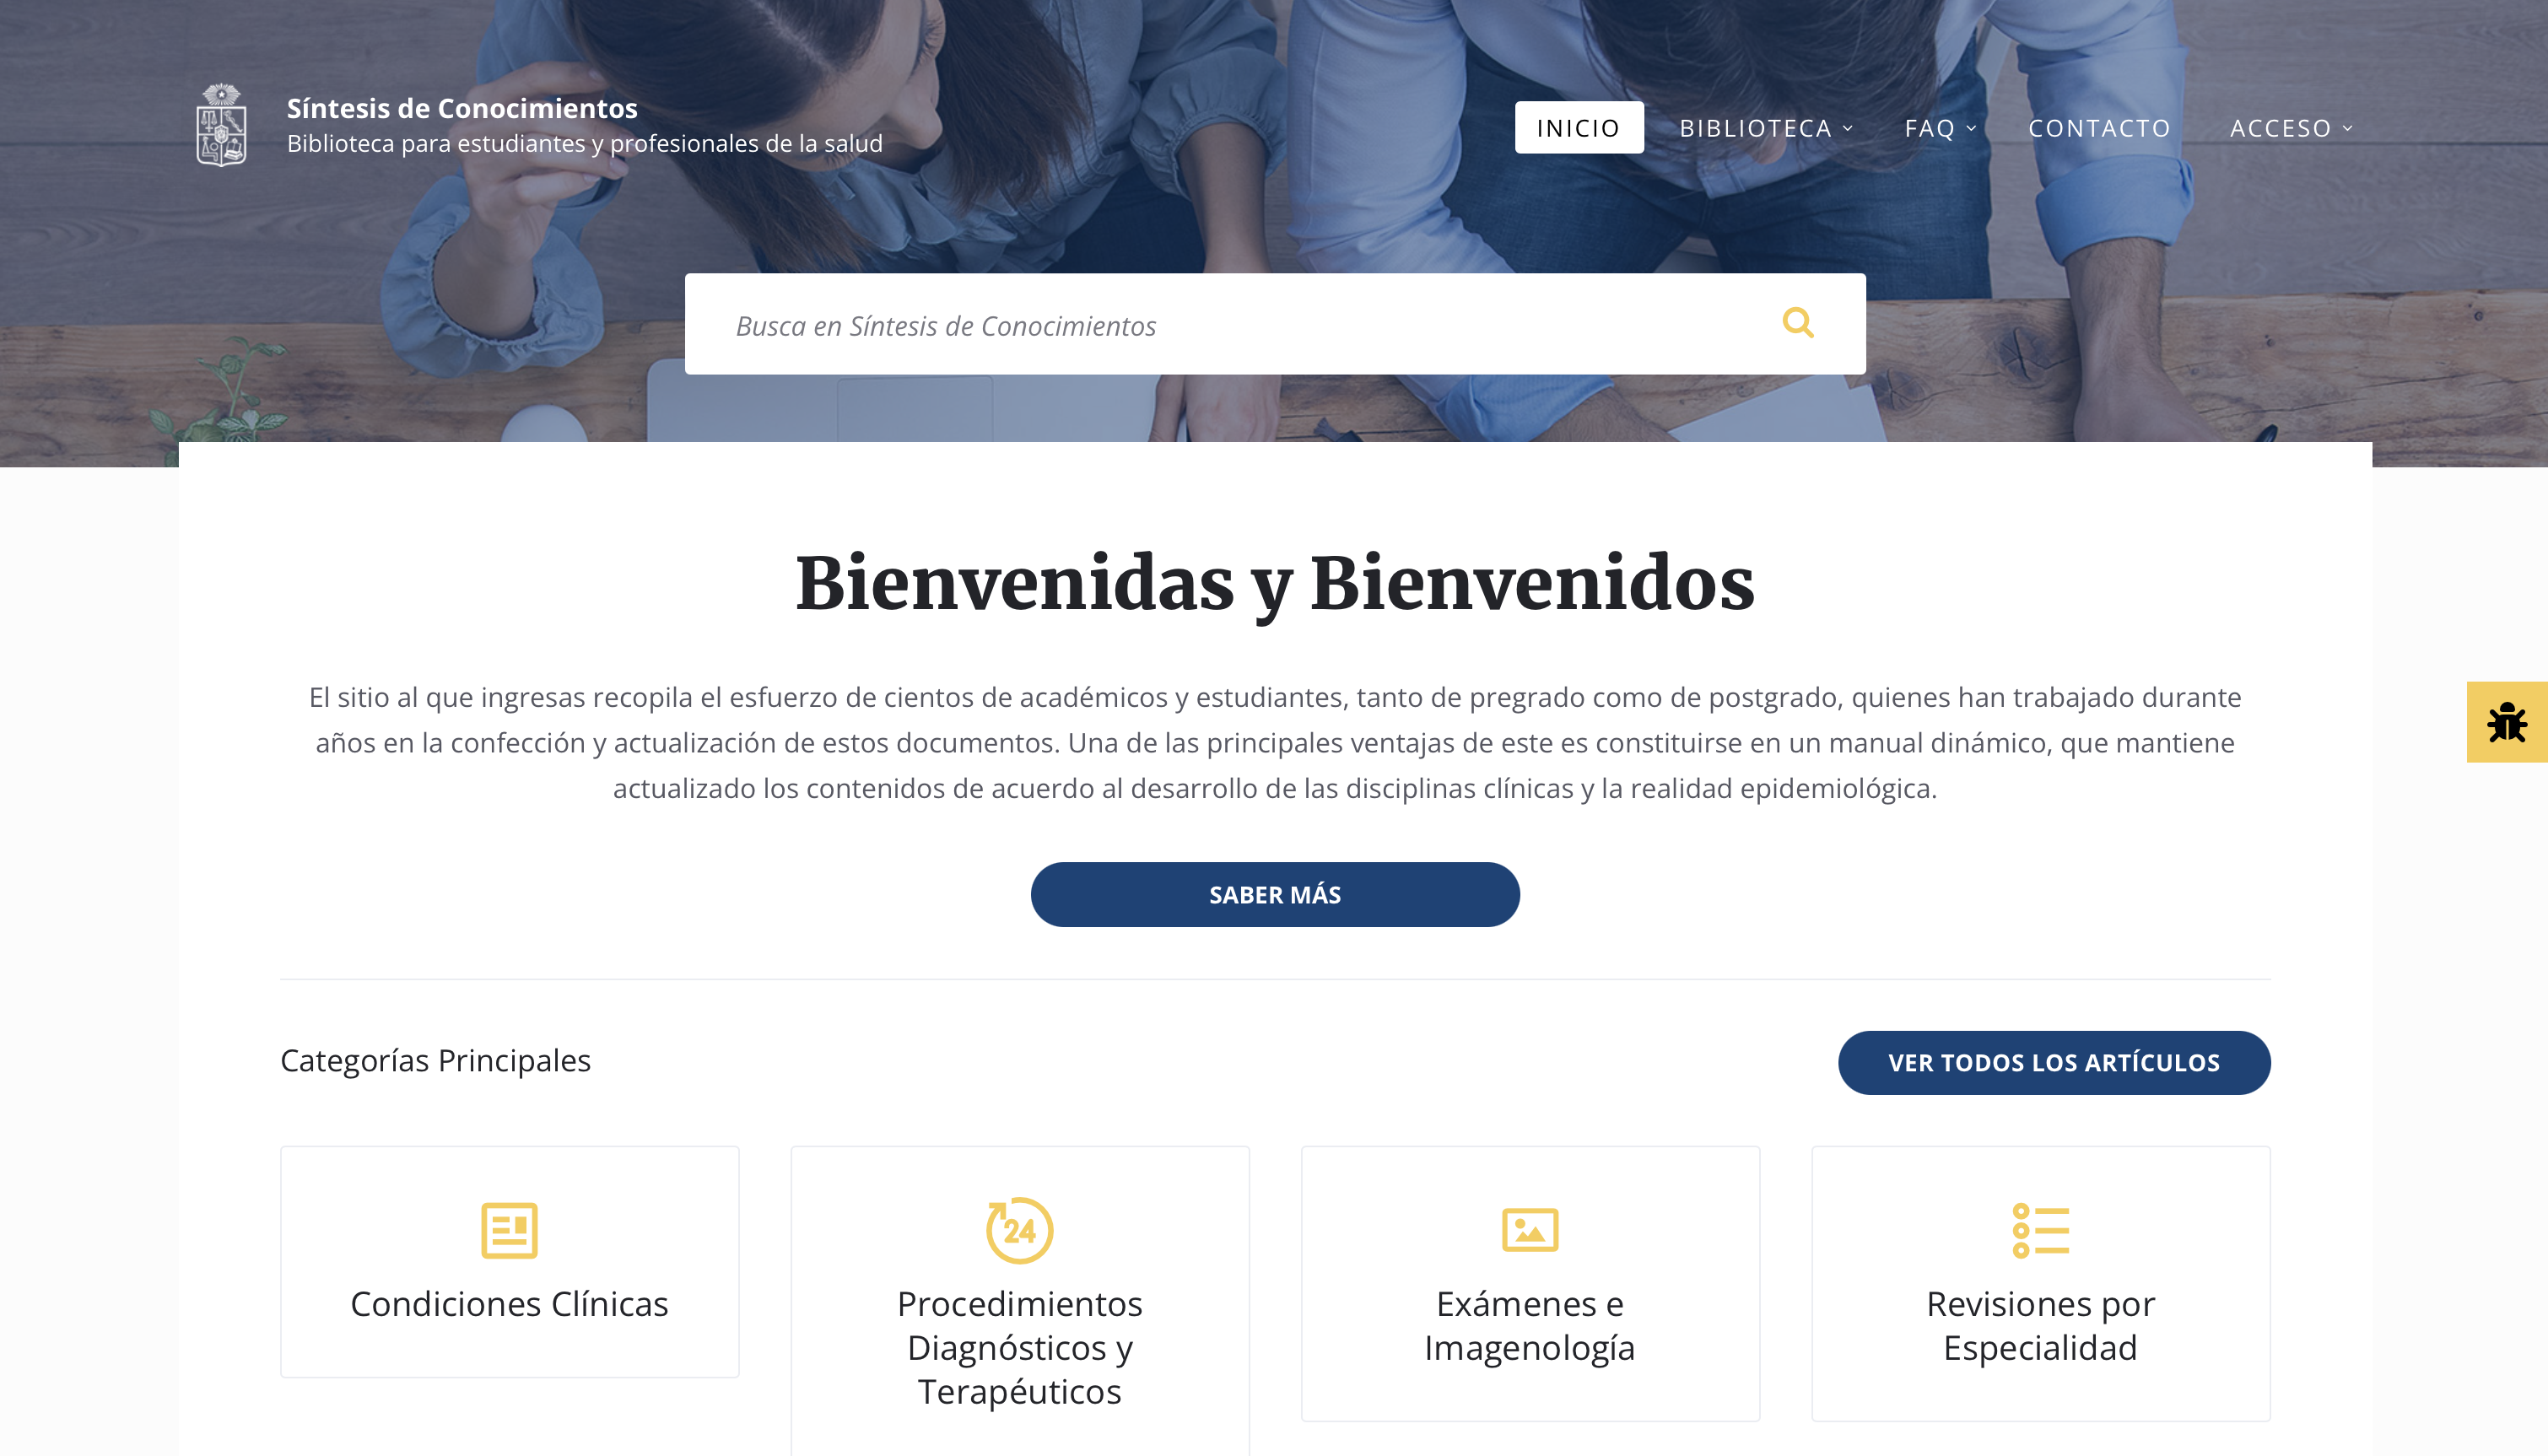 Síntesis de Conocimientos
Biblioteca para estudiantes y profesionales de la salud
INICIO
BIBLIOTECA
FAQ
CONTACTO
ACCESO
Busca en Síntesis de Conocimientos
Bienvenidas y Bienvenidos
El sitio al que ingresas recopila el esfuerzo de cientos de académicos y estudiantes, tanto de pregrado como de postgrado, quienes han trabajado durante
años en la confección y actualización de estos documentos. Una de las principales ventajas de este es constituirse en un manual dinámico, que mantiene
actualizado los contenidos de acuerdo al desarrollo de las disciplinas clínicas y la realidad epidemiológica.
SABER MÁS
Categorías Principales
VER TODOS LOS ARTÍCULOS
Condiciones Clínicas
24
Procedimientos
Diagnósticos y
Terapéuticos
Exámenes e
Imagenología
Revisiones por
Especialidad